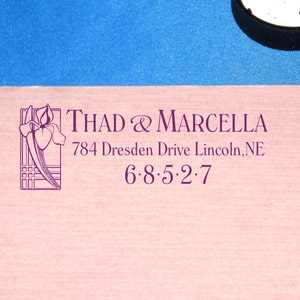 Thad & Marcella
784 Dresden Drive Lincoln,NE
6·8·5·2·7